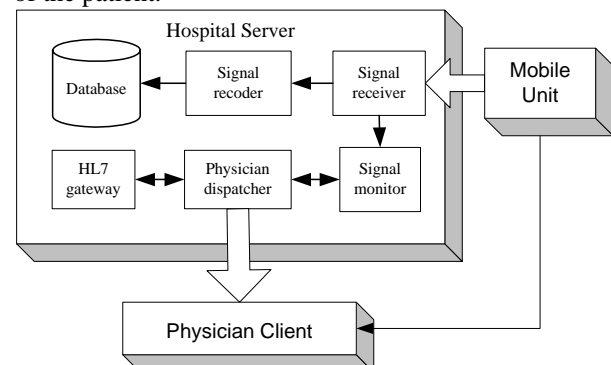 of the patient.
Hospital Server
Database
Signal
recoder
Signal
receiver
Mobile
Unit
HL7
gateway
Physician
dispatcher
Signal
monitor
Physician Client